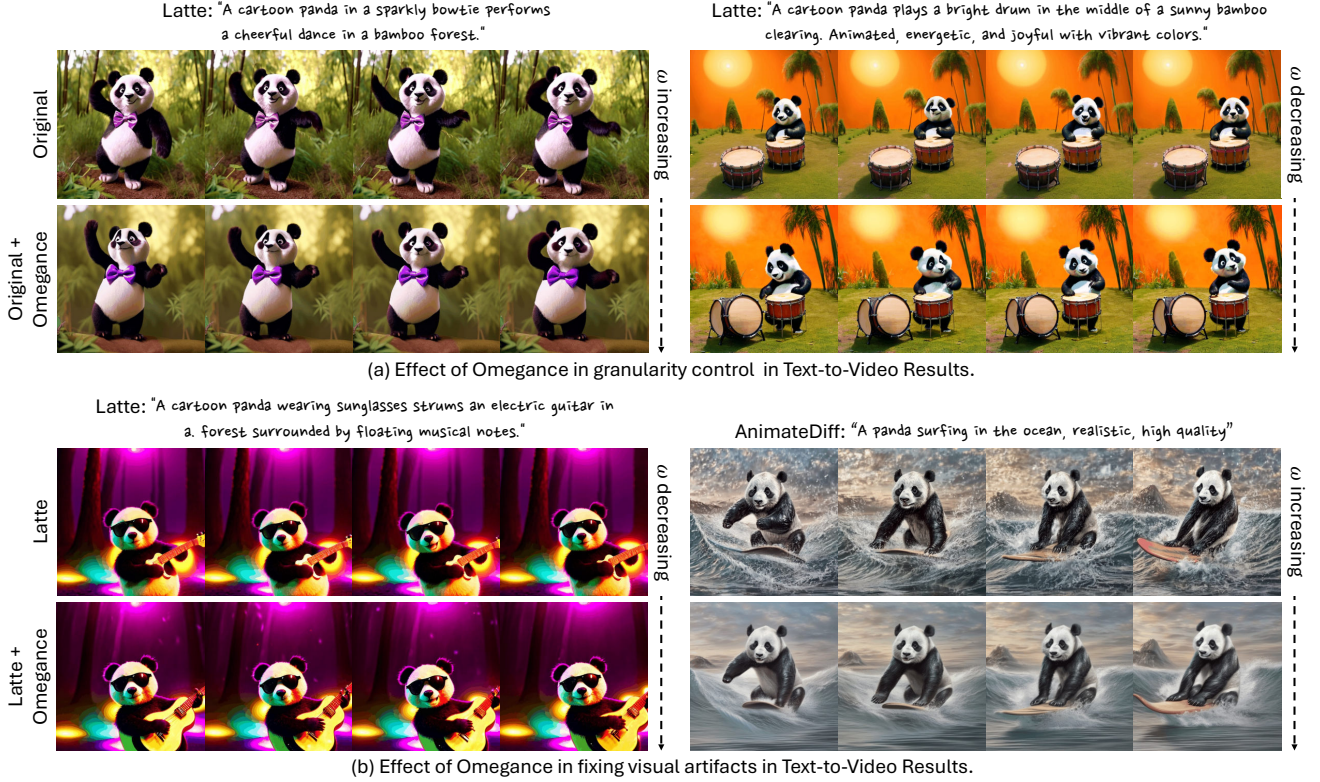 Latte: "A cartoon panda in a sparkly bowtie performs
a cheerful dance in a bamboo forest."
Latte: "A cartoon panda plays a bright drum in the middle of a sunny bamboo
clearing. Animated, energetic, and joyful with vibrant colors."
Original
ω increasing
ω decreasing
Original +
Omegance
(a) Effect of Omegance in granularity control in Text-to-Video Results.
Latte: "A cartoon panda wearing sunglasses strums an electric guitar in
a. forest surrounded by floating musical notes."
AnimateDiff: "A panda surfing in the ocean, realistic, high quality"
Latte
ω decreasing
ω increasing
Latte +
Omegance
(b) Effect of Omegance in fixing visual artifacts in Text-to-Video Results.